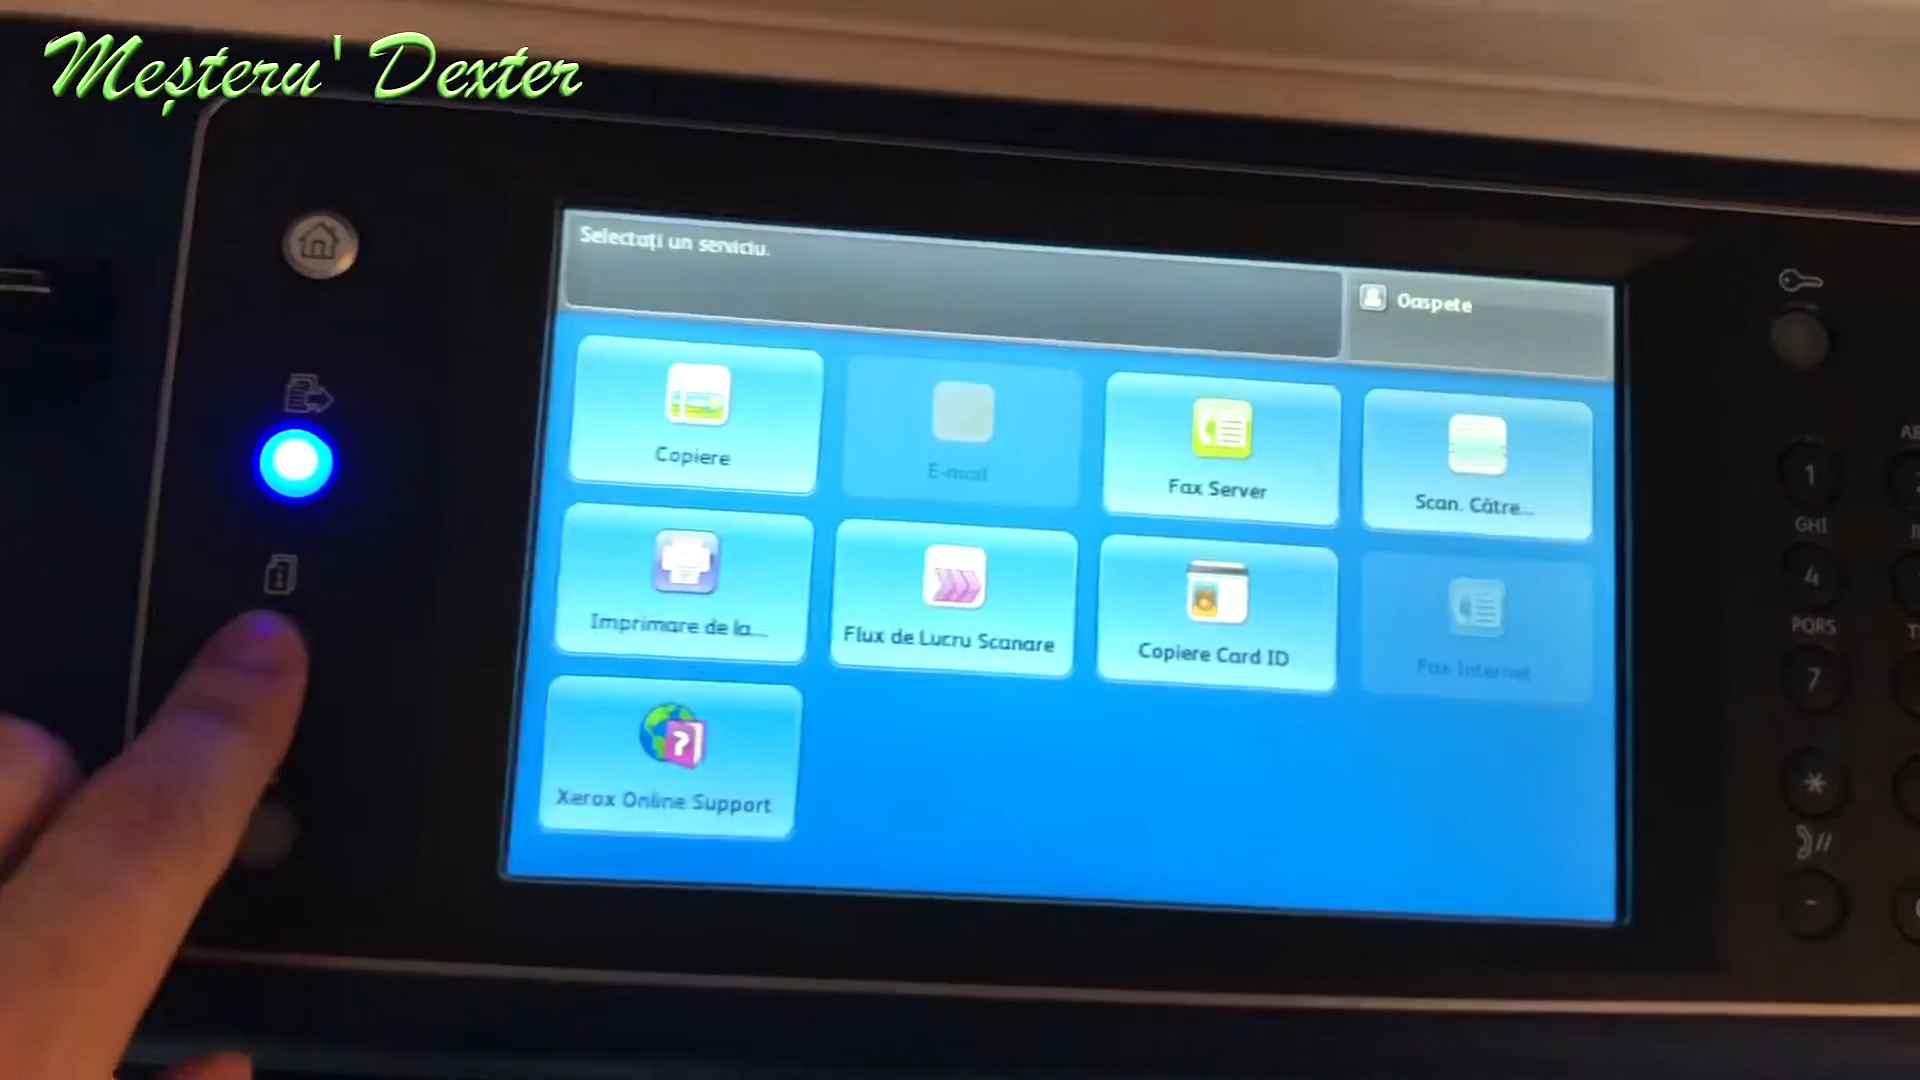 Meșteru' Dexter
Selectați un serviciu.
Oaspete
Copiere
E-mail
Fax Server
Scan. Către...
Imprimare de la...
Flux de Lucru Scanare
Copiere Card ID
Fax Internet
Xerox Online Support
1
GHI
4
PQRS
7
*
-